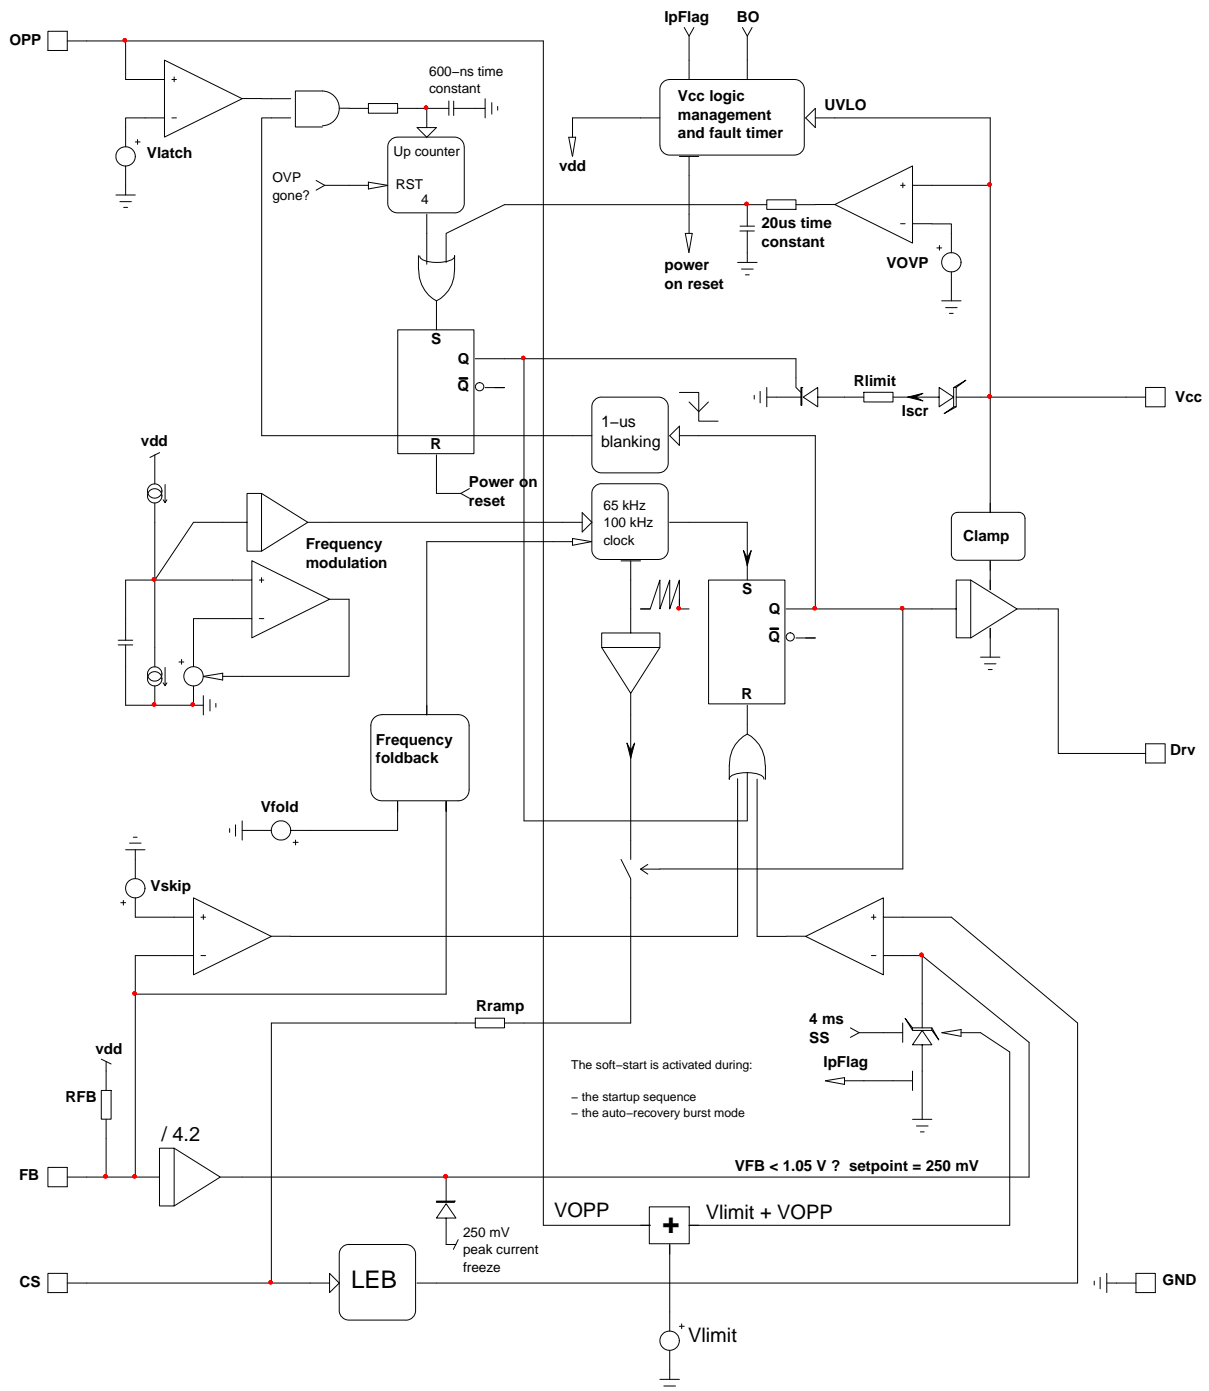 IpFlag
BO
OPP
600-ns time
constant
Vcc logic
management
and fault timer
UVLO
+
-
+
Vlatch
Up counter
vdd
OVP
gone?
RST
4
+
-
20us time
constant
+
VOVP
power
on reset
S
Q
Q
R
Rlimit
Iscr
Vcc
1-us
blanking
vdd
Power on
reset
65 kHz
100 kHz
clock
Frequency
modulation
Clamp
+
-
+
S
Q
Q
R
Frequency
foldback
Drv
Vfold
+
Vskip
+
+
-
+
-
Rramp
4 ms
SS
vdd
The soft-start is activated during:
IpFlag
RFB
- the startup sequence
- the auto-recovery burst mode
/ 4.2
FB
VFB < 1.05 V ? setpoint = 250 mV
VOPP
+
Vlimit + VOPP
250 mV
peak current
freeze
CS
LEB
GND
+
Vlimit